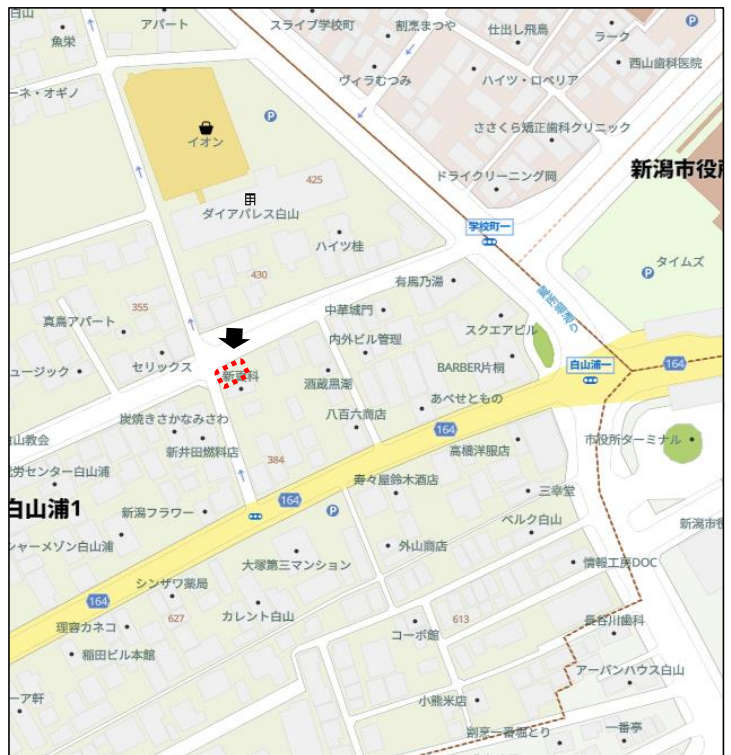 白山
魚栄
アパート
スライブ学校町
割烹まつや
仕出し飛鳥
ラーク
P
西山歯科医院
ーネ・オギノ
ヴィラむつみ
ハイツ・ロベリア
P
イオン
ささくら矯正歯科クリニック
425
ドライクリーニング岡
新潟市役所
ダイアパレス白山
学校町一
ハイツ桂
430
有馬乃湯
タイムズ
P
355
真島アパート
中華城門
内外ビル管理
スクエアビル
セリックス
ュージック
BARBER片桐
白山浦一
164
酒蔵黒潮
あべせともの
炭焼きさかなみさわ
八百六商店
山教会
新井田燃料店
164
高橋洋服店
市役所ターミナル
384
労センター白山浦
寿々屋鈴木酒店
三幸堂
白山浦1
新潟フラワー
164
P
ベルク白山
新潟市役
シャーメゾン白山浦
外山商店
大塚第三マンション
情報工房DOC
シンザワ薬局
164
627
カレント白山
613
長谷川歯科
理容カネコ
コーポ館
稲田ビル本館
アーバンハウス白山
ーア軒
小熊米店
割烹一番堀とり
一番亭